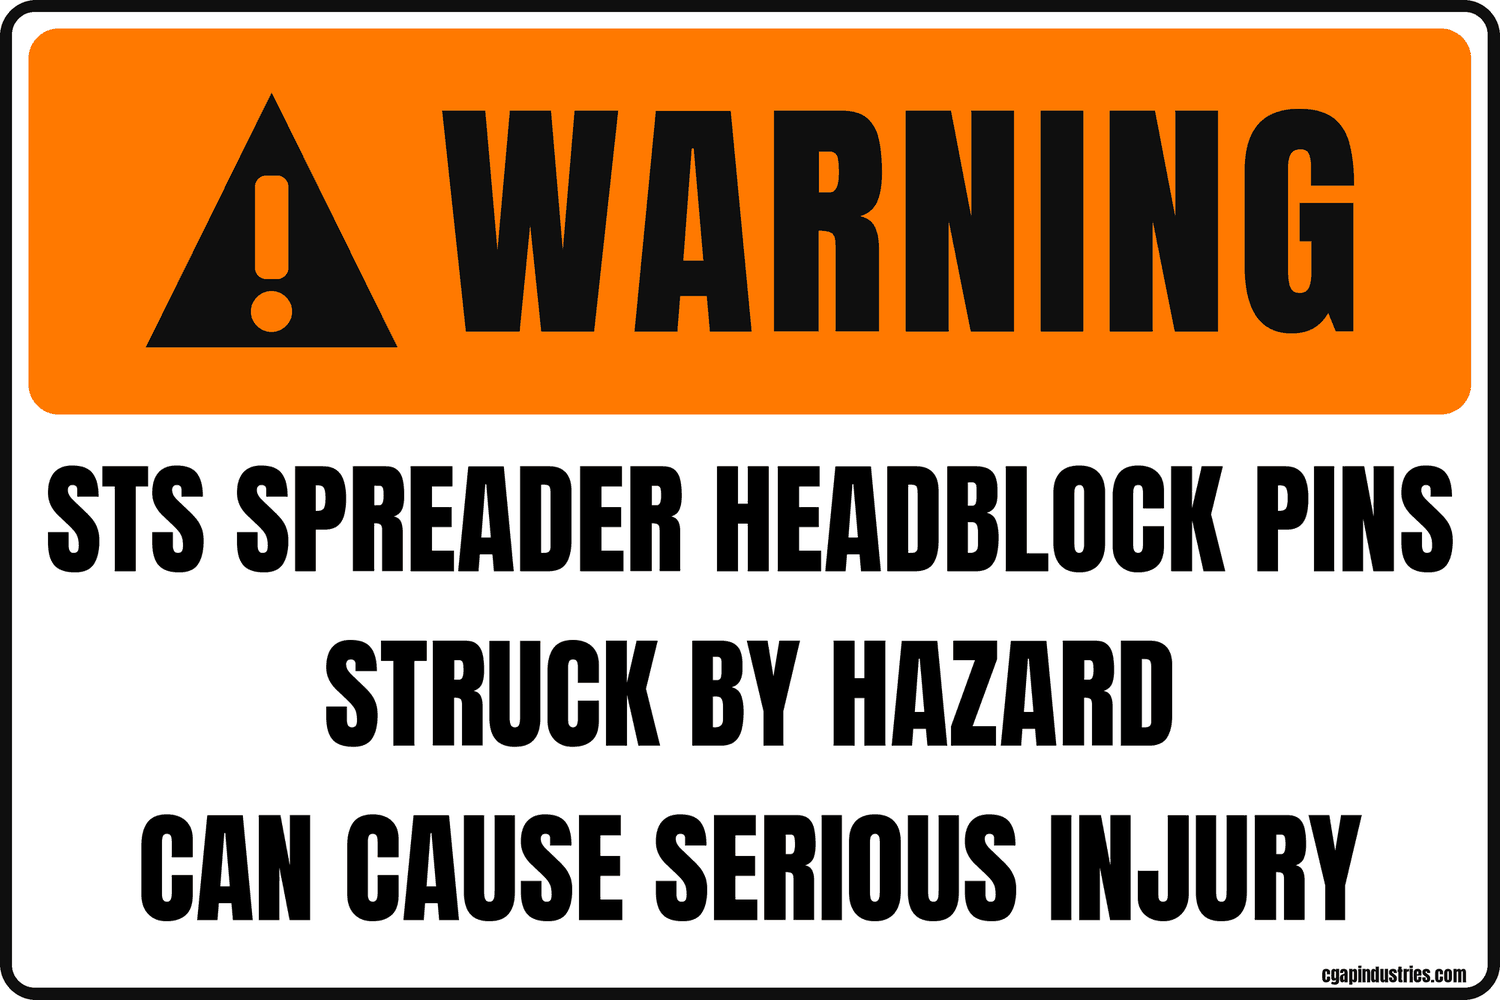 WARNING
STS SPREADER HEADBLOCK PINS
STRUCK BY HAZARD
CAN CAUSE SERIOUS INJURY
cgapindustries.com